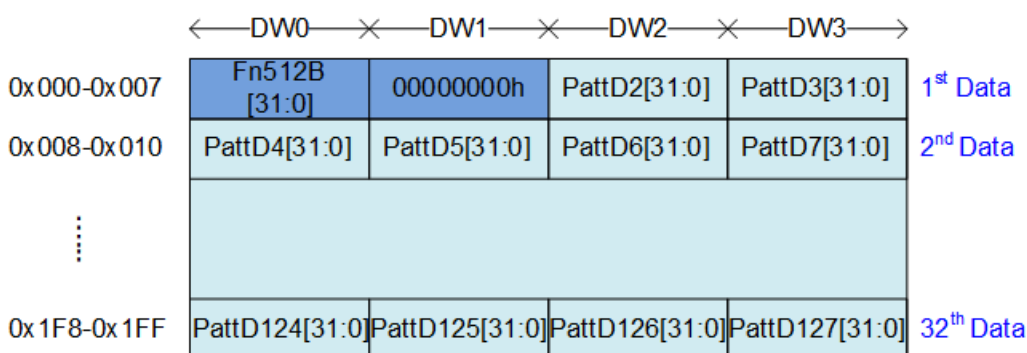 DW0 DW1 DW2 DW3
0x000-0x007 Fn512B [31:0] 00000000h PattD2[31:0] PattD3[31:0] 1st Data
0x008-0x010 PattD4[31:0] PattD5[31:0] PattD6[31:0] PattD7[31:0] 2nd Data
0x1F8-0x1FF PattD124[31:0] PattD125[31:0] PattD126[31:0] PattD127[31:0] 32th Data